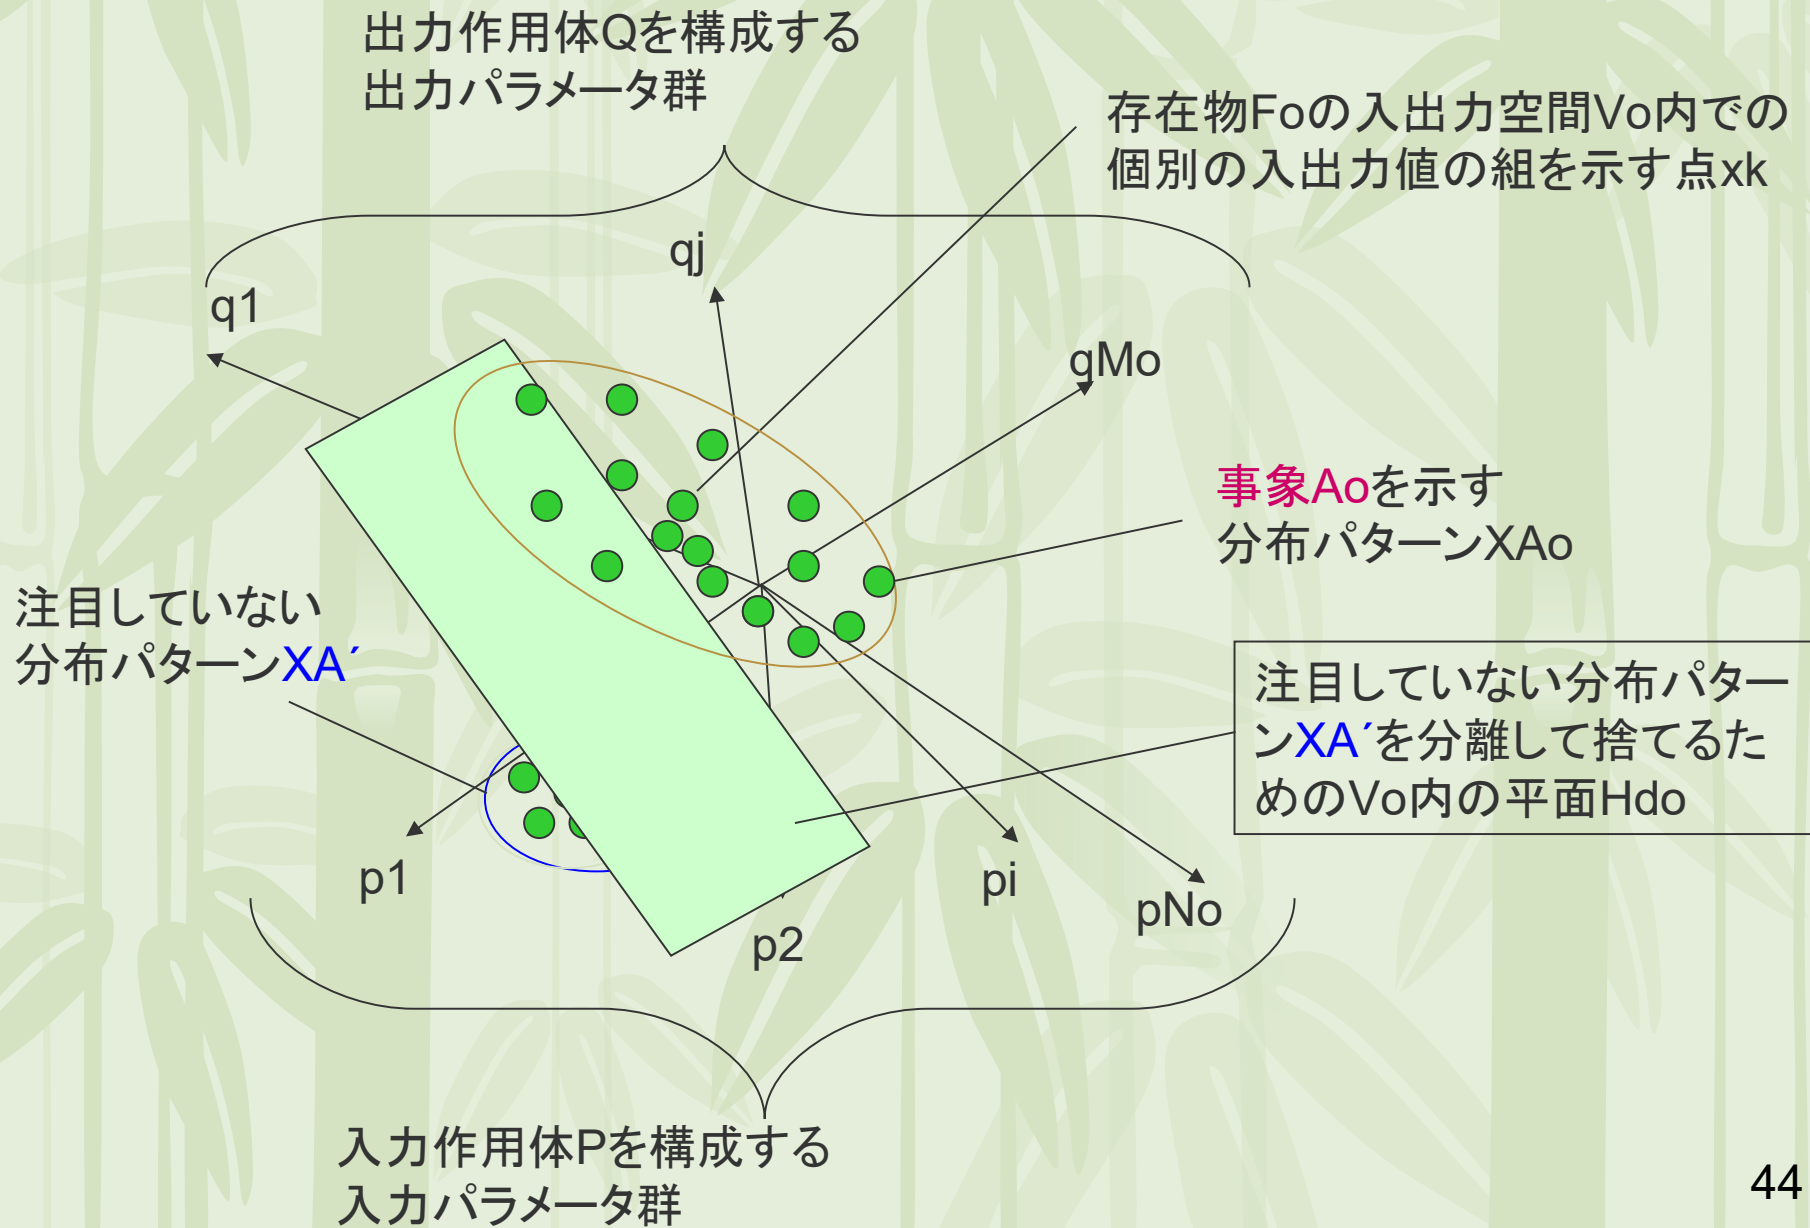 出力作用体Qを構成する
出力パラメータ群
存在物Foの入出力空間Vo内での
個別の入出力値の組を示す点xk
qj
q1
qMo
事象Aoを示す
分布パターンXAo
注目していない
分布パターンXA´
注目していない分布パター
ンXA´を分離して捨てるた
めのVo内の平面Hdo
p1
pi
pNo
p2
入力作用体Pを構成する
入力パラメータ群
44